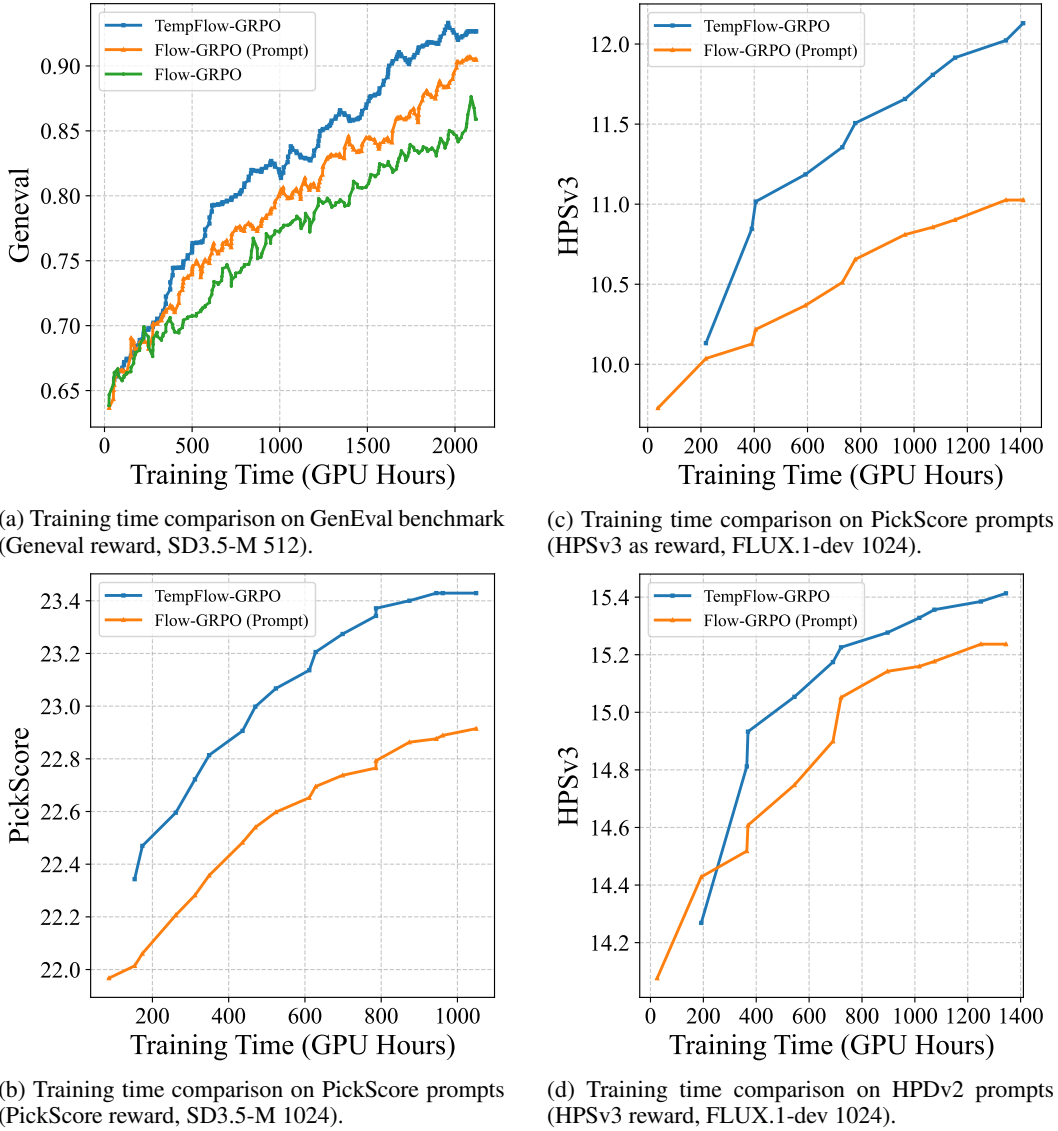 TempFlow-GRPO
Flow-GRPO (Prompt)
Flow-GRPO
Geneval
0.90
0.85
0.80
0.75
0.70
0.65
0 500 1000 1500 2000
Training Time (GPU Hours)
(a) Training time comparison on GenEval benchmark
(Geneval reward, SD3.5-M 512).
TempFlow-GRPO
Flow-GRPO (Prompt)
HPSv3
12.0
11.5
11.0
10.5
10.0
0 200 400 600 800 1000 1200 1400
Training Time (GPU Hours)
(c) Training time comparison on PickScore prompts
(HPSv3 as reward, FLUX.1-dev 1024).
TempFlow-GRPO
Flow-GRPO (Prompt)
PickScore
23.4
23.2
23.0
22.8
22.6
22.4
22.2
22.0
200 400 600 800 1000
Training Time (GPU Hours)
(b) Training time comparison on PickScore prompts
(PickScore reward, SD3.5-M 1024).
TempFlow-GRPO
Flow-GRPO (Prompt)
HPSv3
15.4
15.2
15.0
14.8
14.6
14.4
14.2
0 200 400 600 800 1000 1200 1400
Training Time (GPU Hours)
(d) Training time comparison on HPDv2 prompts
(HPSv3 reward, FLUX.1-dev 1024).